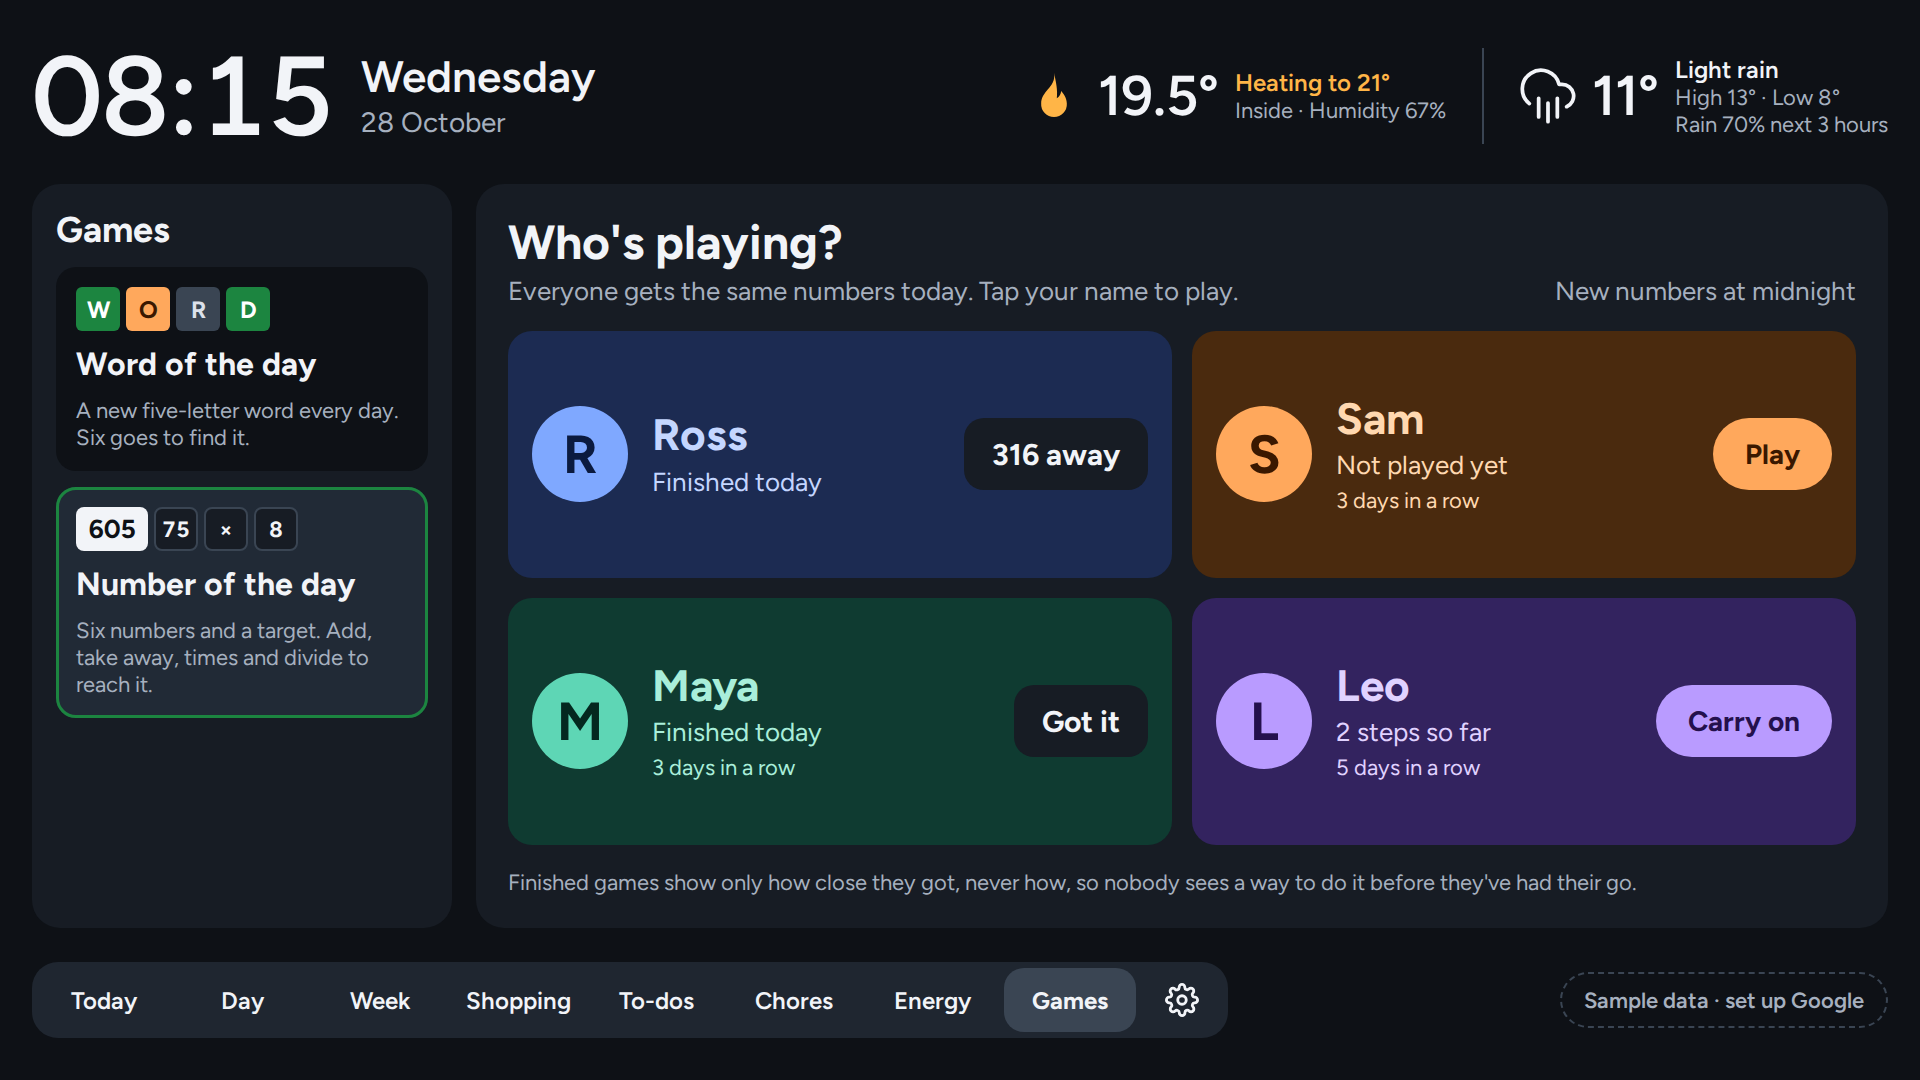 08:15
Wednesday
28 October
19.5°
Heating to 21°
Inside · Humidity 67%
11°
Light rain
High 13° · Low 8°
Rain 70% next 3 hours
Games
W O R D
Word of the day
A new five-letter word every day.
Six goes to find it.
605 75 × 8
Number of the day
Six numbers and a target. Add,
take away, times and divide to
reach it.
Who's playing?
Everyone gets the same numbers today. Tap your name to play.
New numbers at midnight
R
Ross
Finished today
316 away
S
Sam
Not played yet
3 days in a row
Play
M
Maya
Finished today
3 days in a row
Got it
L
Leo
2 steps so far
5 days in a row
Carry on
Finished games show only how close they got, never how, so nobody sees a way to do it before they've had their go.
Today Day Week Shopping To-dos Chores Energy Games
Sample data · set up Google